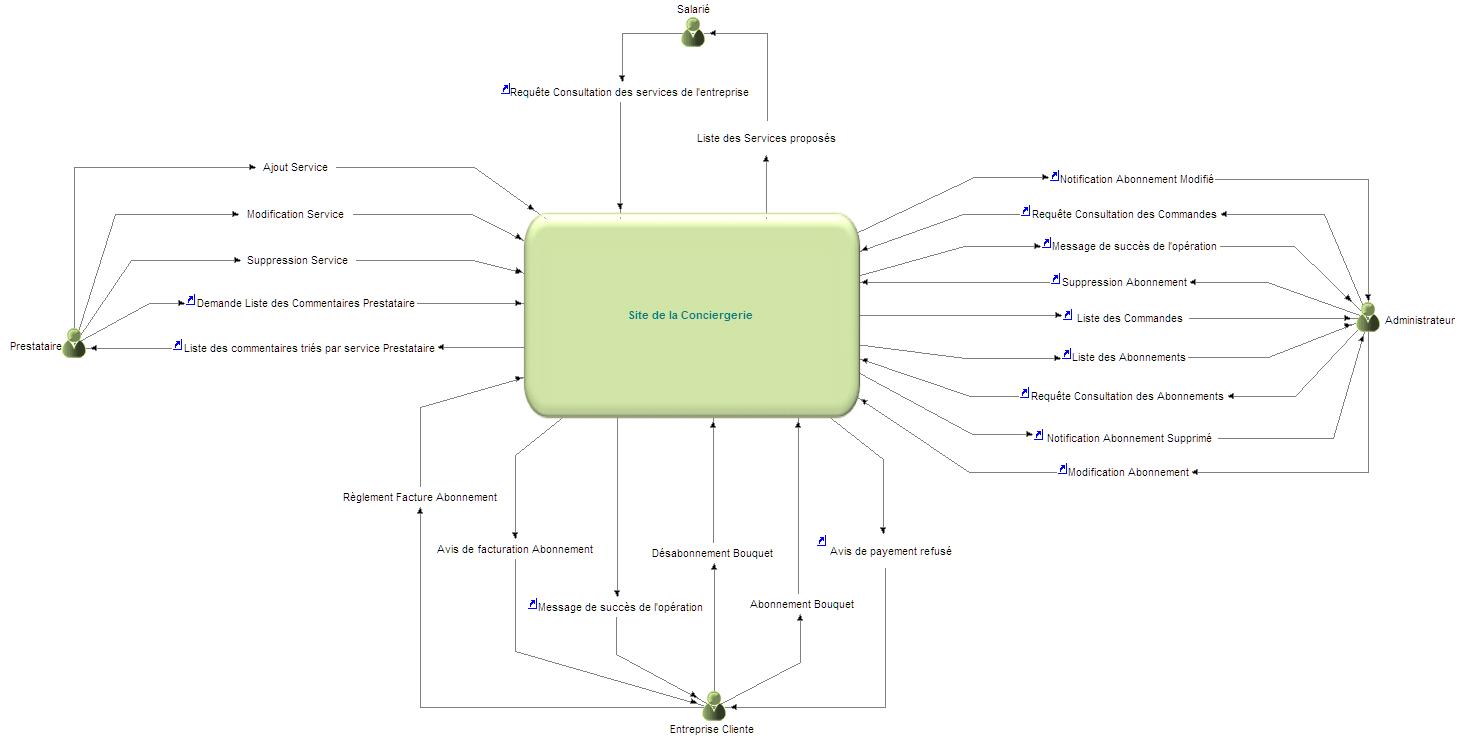 Salarié
Requête Consultation des services de l'entreprise
Liste des Services proposés
Ajout Service
Modification Service
Suppression Service
Demande Liste des Commentaires Prestataire
Prestataire
Liste des commentaires triés par service Prestataire
Site de la Conciergerie
Notification Abonnement Modifié
Requête Consultation des Commandes
Message de succès de l'opération
Suppression Abonnement
Liste des Commandes
Administrateur
Liste des Abonnements
Requête Consultation des Abonnements
Notification Abonnement Supprimé
Modification Abonnement
Règlement Facture Abonnement
Avis de facturation Abonnement
Désabonnement Bouquet
Avis de payement refusé
Message de succès de l'opération
Abonnement Bouquet
Entreprise Cliente